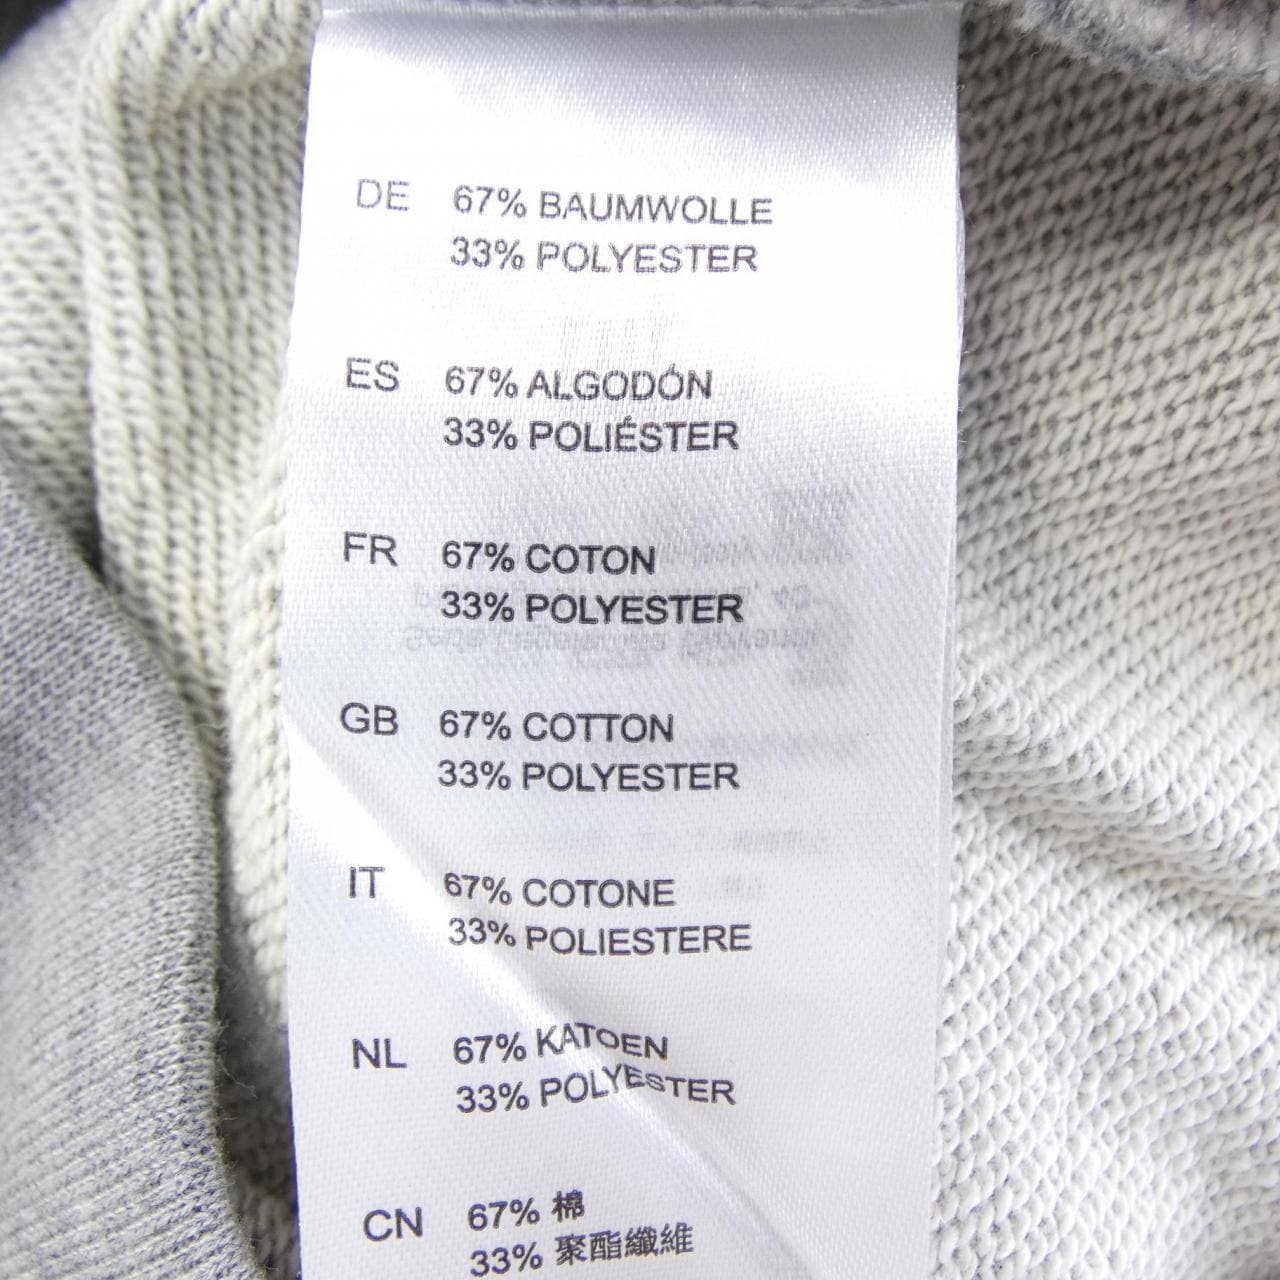 DE 67% BAUMWOLLE
33% POLYESTER
ES 67% ALGODÓN
33% POLIÉSTER
FR 67% COTON
33% POLYESTER
GB 67% COTTON
33% POLYESTER
IT 67% COTONE
33% POLIESTERE
NL 67% KATOEN
33% POLYESTER
CN 67% 棉
33% 聚酯纖維